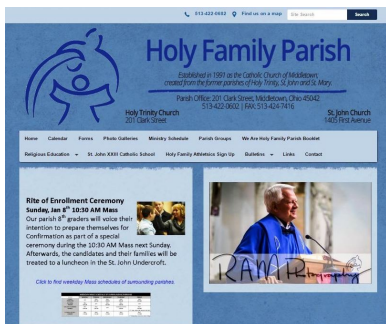 513-422-0602 Find us on a map Site Search Search
Holy Family Parish
Established in 1991 as the Catholic Church of Middletown;
created from the former parishes of Holy Trinity, St. John and St. Mary.
Parish Office: 201 Clark Street, Middletown, Ohio 45042
513-422-0602 | FAX: 513-424-7416
Holy Trinity Church
201 Clark Street
St. John Church
1405 First Avenue
Home Calendar Forms Photo Galleries Ministry Schedule Parish Groups We Are Holy Family Parish Booklet
Religious Education St. John XXIII Catholic School Holy Family Athletics Sign Up Bulletins Links Contact
Rite of Enrollment Ceremony
Sunday, Jan 8th 10:30 AM Mass
Our parish 8th graders will voice their
intention to prepare themselves for
Confirmation as part of a special
ceremony during the 10:30 AM Mass next Sunday.
Afterwards, the candidates and their families will be
treated to a luncheon in the St. John Undercroft.
Click to find weekday Mass schedules of surrounding parishes.
RAM Photography